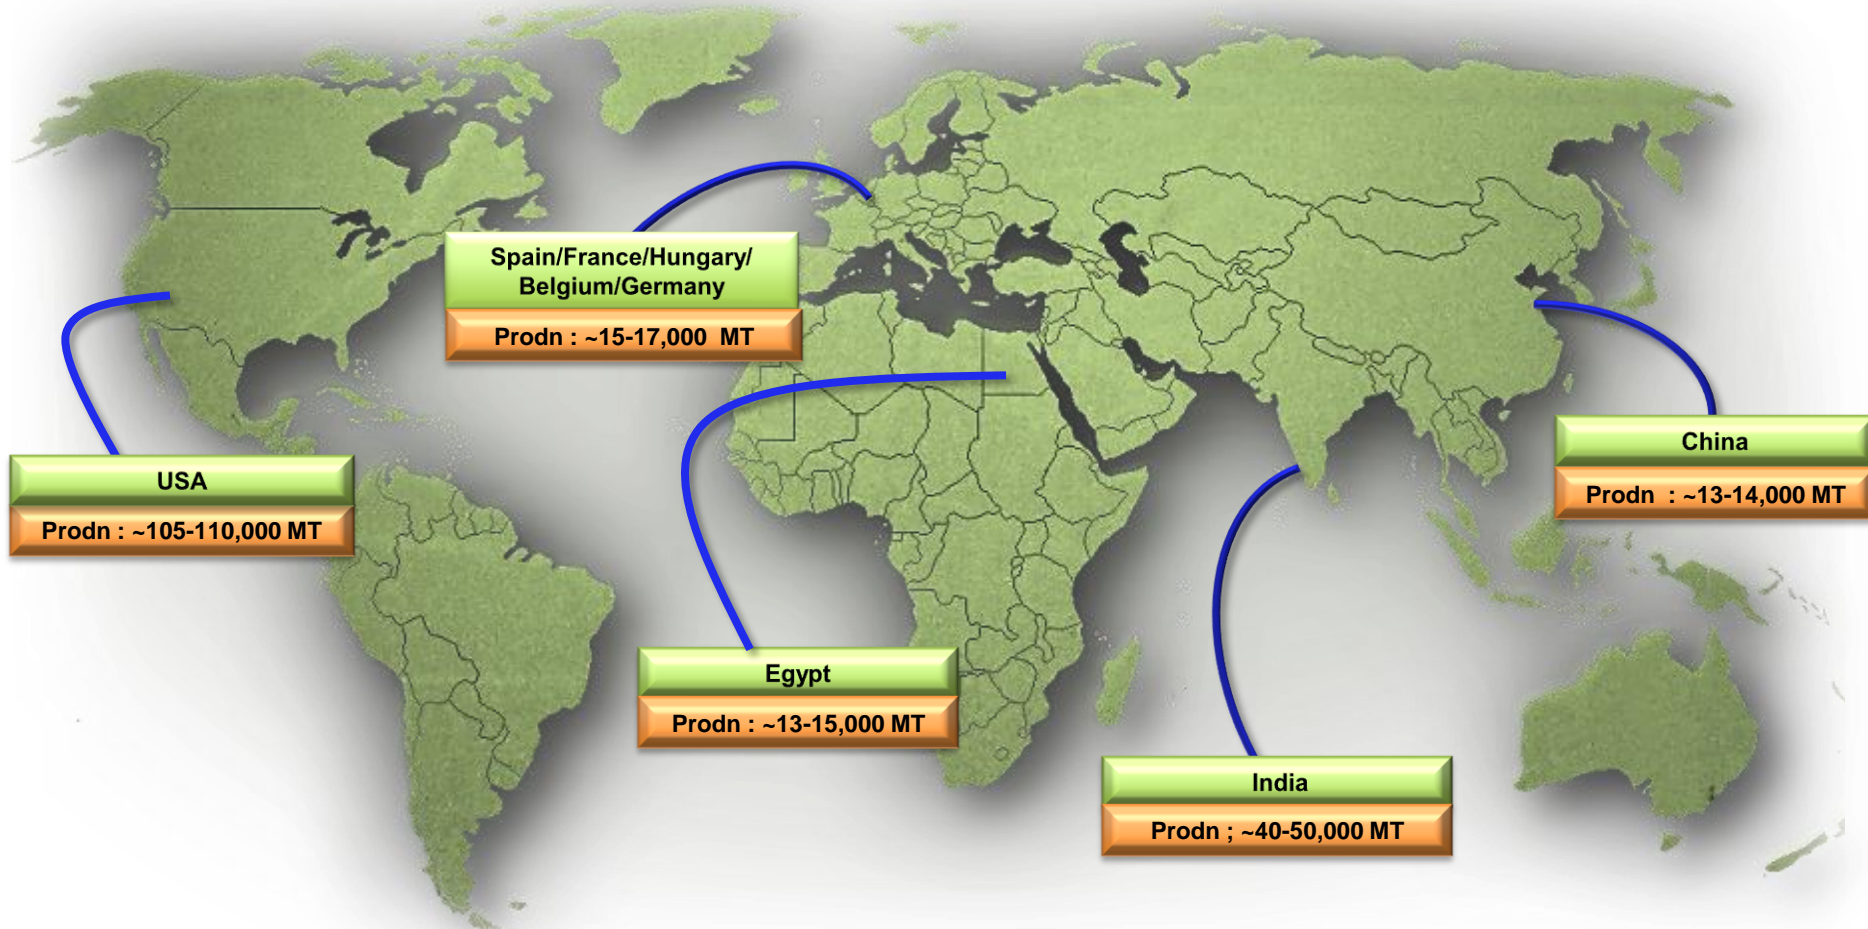 Spain/France/Hungary/
Belgium/Germany
Prodn : ~15-17,000  MT
China
Prodn  : ~13-14,000 MT
USA
Prodn : ~105-110,000 MT
Egypt
Prodn : ~13-15,000 MT
India
Prodn ; ~40-50,000 MT